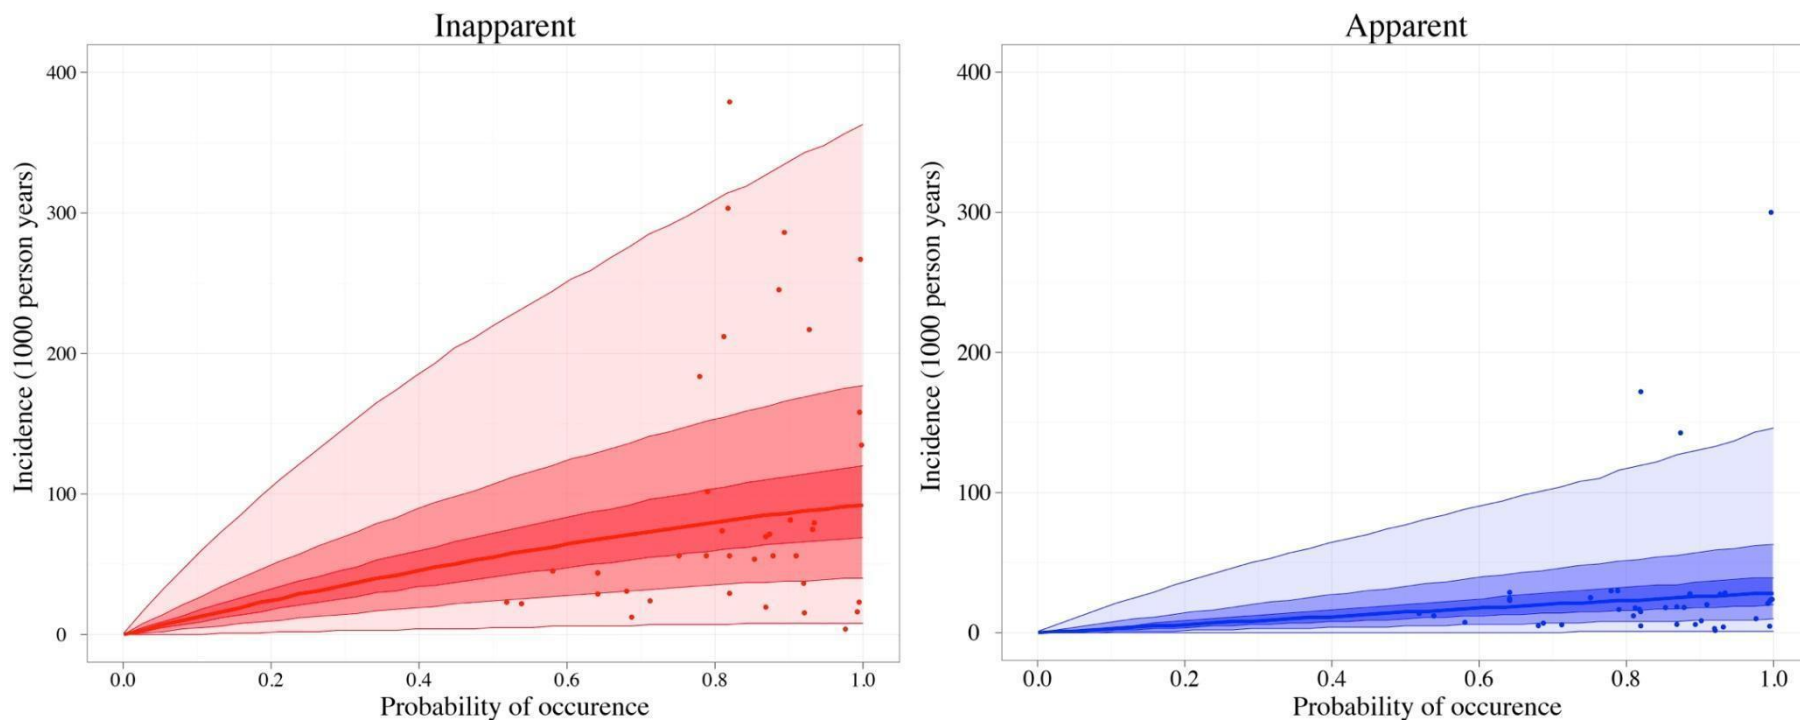 Inapparent
Incidence (1000 person years)
400
300
200
100
0
0.0 0.2 0.4 0.6 0.8 1.0
Probability of occurence
Apparent
Incidence (1000 person years)
400
300
200
100
0
0.0 0.2 0.4 0.6 0.8 1.0
Probability of occurence